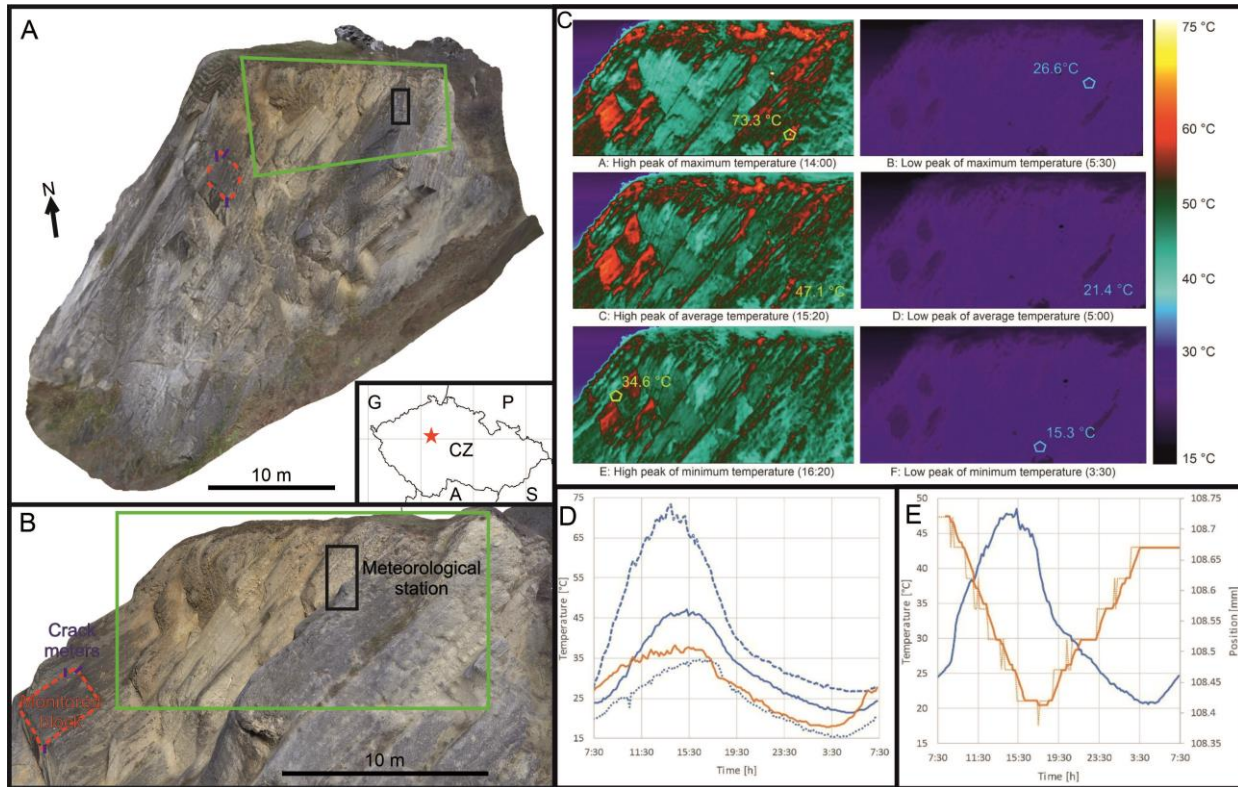 A
N
10 m
G
P
CZ
A
S
B
Meteorological
station
Crack
meters
Monitored
block
10 m
C
73.3 °C
A: High peak of maximum temperature (14:00)
26.6°C
B: Low peak of maximum temperature (5:30)
47.1 °C
C: High peak of average temperature (15:20)
21.4 °C
D: Low peak of average temperature (5:00)
34.6 °C
E: High peak of minimum temperature (16:20)
15.3 °C
F: Low peak of minimum temperature (3:30)
75 °C
60 °C
50 °C
40 °C
30 °C
15 °C
D
75
65
55
45
35
25
15
Temperature [°C]
7:30 11:30 15:30 19:30 23:30 3:30 7:30
Time [h]
E
50
45
40
35
30
25
20
15
Temperature [°C]
7:30 11:30 15:30 19:30 23:30 3:30 7:30
Time [h]
108.75
108.7
108.65
108.6
108.55
108.5
108.45
108.4
108.35
Position [mm]